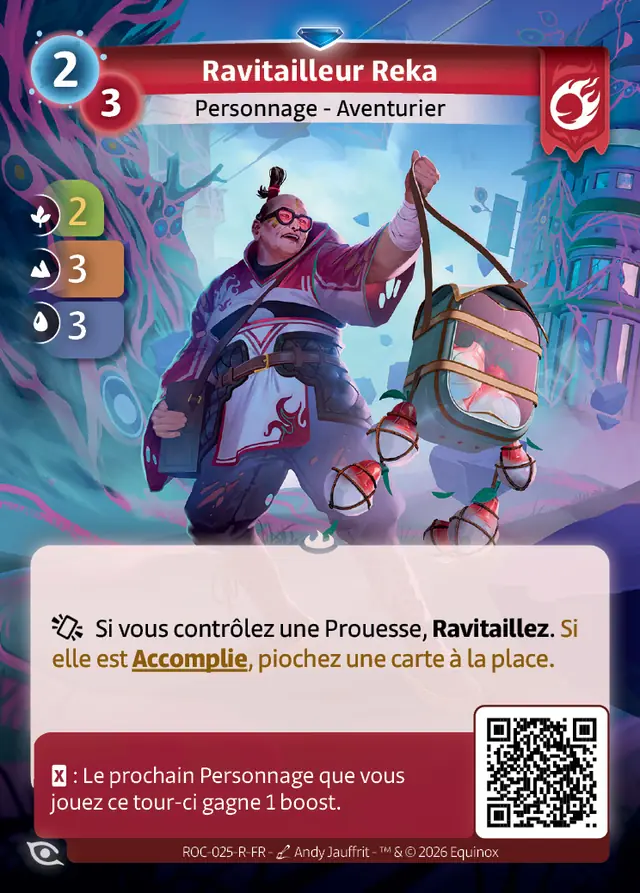 2
Ravitailleur Reka
3
Personnage - Aventurier
2
3
3
Si vous contrôlez une Prouesse, Ravitaillez. Si
elle est Accomplie, piochez une carte à la place.
X : Le prochain Personnage que vous
jouez ce tour-ci gagne 1 boost.
ROC-025-R-FR - Andy Jauffrit - ™ & © 2026 Equinox